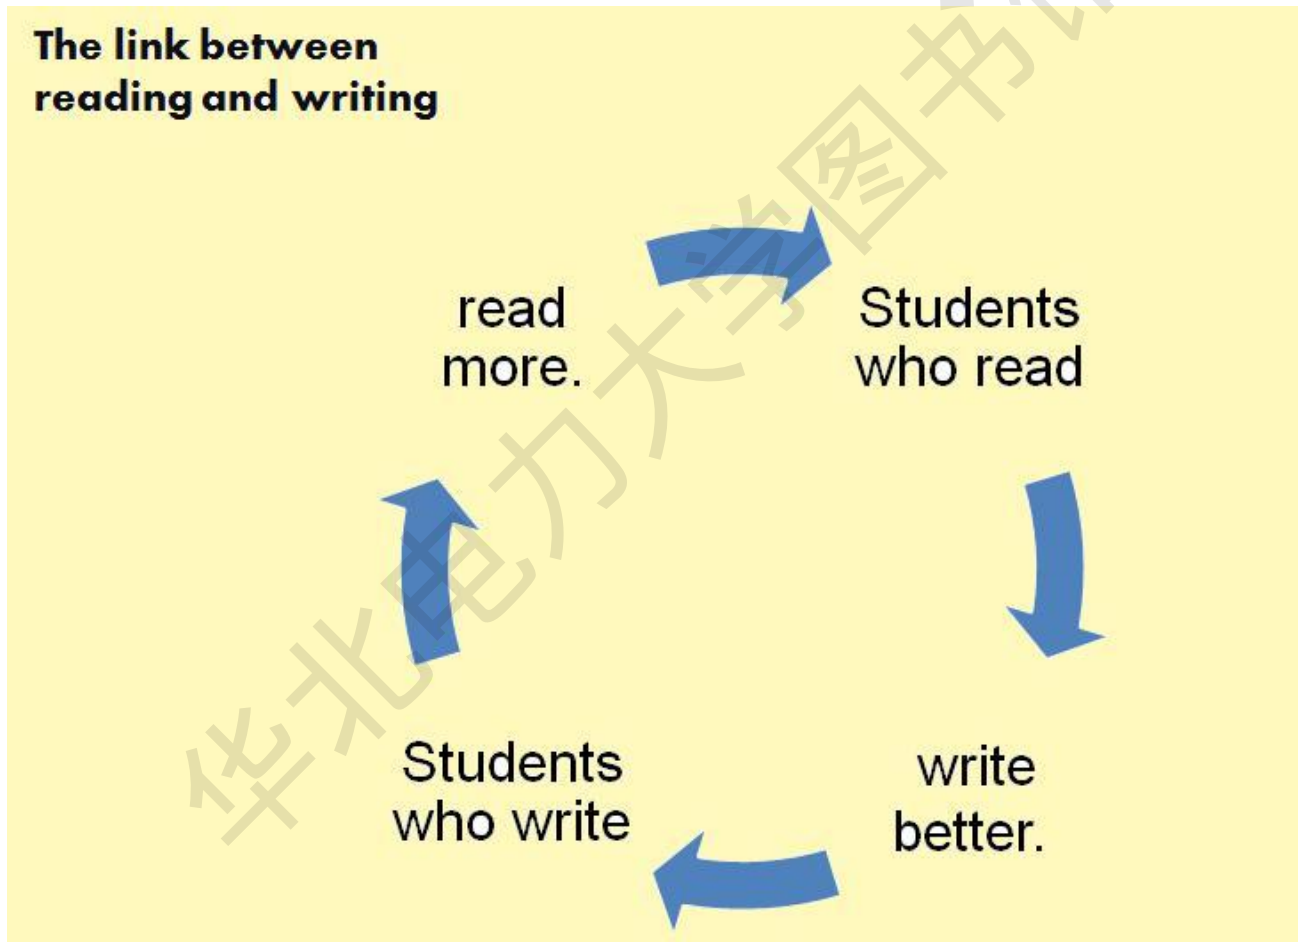 The link between
reading and writing
read
more.
Students
who read
Students
who write
write
better.
华北电力大学图书馆